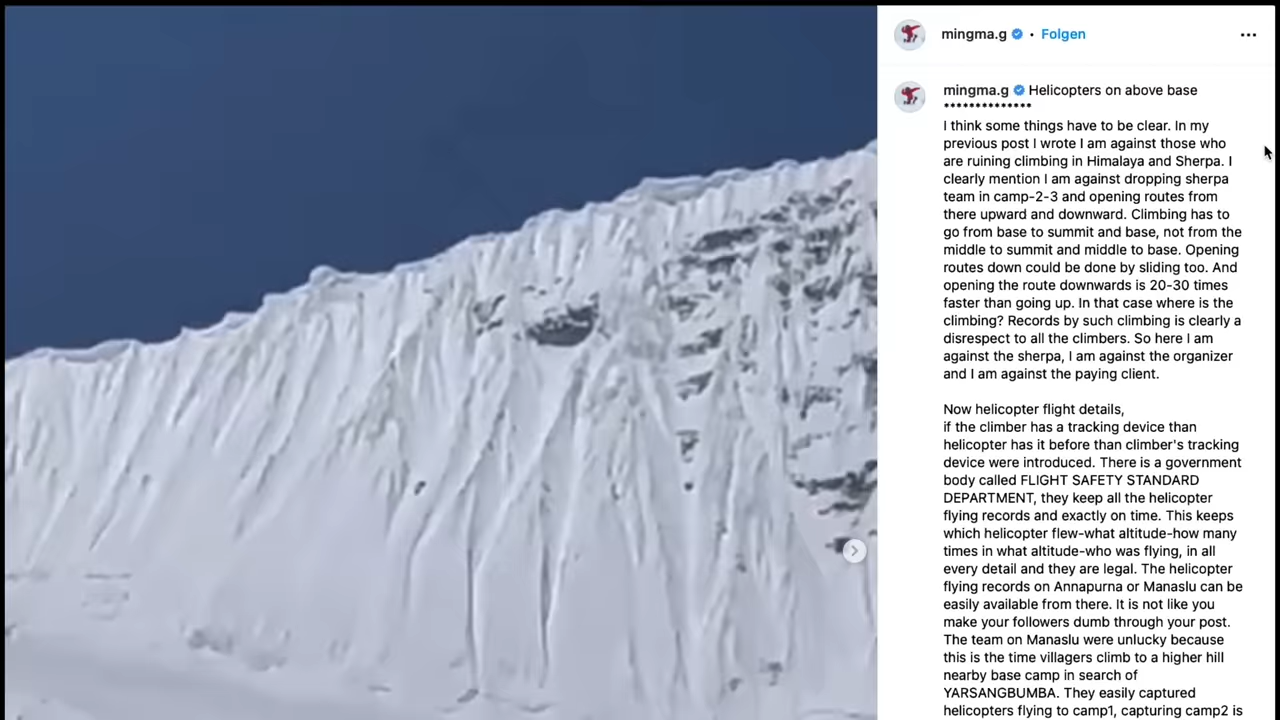 mingma.g • Folgen
mingma.g Helicopters on above base
**************
I think some things have to be clear. In my
previous post I wrote I am against those who
are ruining climbing in Himalaya and Sherpa. I
clearly mention I am against dropping sherpa
team in camp-2-3 and opening routes from
there upward and downward. Climbing has to
go from base to summit and base, not from the
middle to summit and middle to base. Opening
routes down could be done by sliding too. And
opening the route downwards is 20-30 times
faster than going up. In that case where is the
climbing? Records by such climbing is clearly a
disrespect to all the climbers. So here I am
against the sherpa, I am against the organizer
and I am against the paying client.
Now helicopter flight details,
if the climber has a tracking device than
helicopter has it before than climber's tracking
device were introduced. There is a government
body called FLIGHT SAFETY STANDARD
DEPARTMENT, they keep all the helicopter
flying records and exactly on time. This keeps
which helicopter flew-what altitude-how many
times in what altitude-who was flying, in all
every detail and they are legal. The helicopter
flying records on Annapurna or Manaslu can be
easily available from there. It is not like you
make your followers dumb through your post.
The team on Manaslu were unlucky because
this is the time villagers climb to a higher hill
nearby base camp in search of
YARSANGBUMBA. They easily captured
helicopters flying to camp1, capturing camp2 is